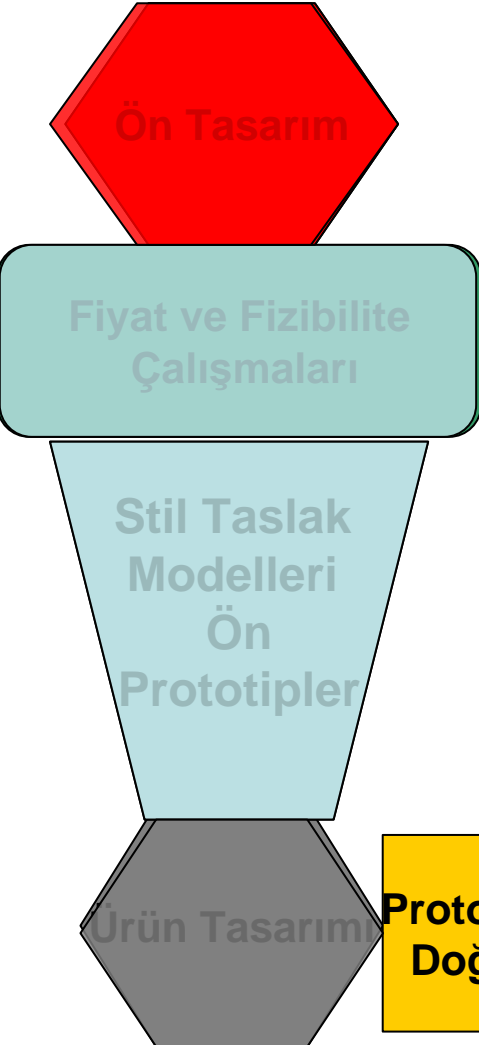 Ön Tasarım
Fiyat ve Fizibilite
Çalışmaları
Stil Taslak
Modelleri
Ön
Prototipler
Ürün Tasarımı